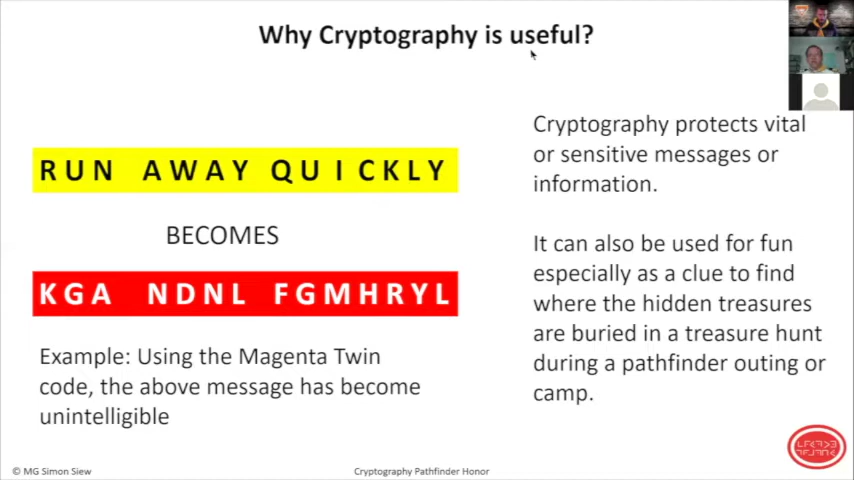 Why Cryptography is useful?
RUN AWAY QUICKLY
BECOMES
KGA NDNL FGMHRYL
Example: Using the Magenta Twin
code, the above message has become
unintelligible
Cryptography protects vital
or sensitive messages or
information.
It can also be used for fun
especially as a clue to find
where the hidden treasures
are buried in a treasure hunt
during a pathfinder outing or
camp.
© MG Simon Siew
Cryptography Pathfinder Honor